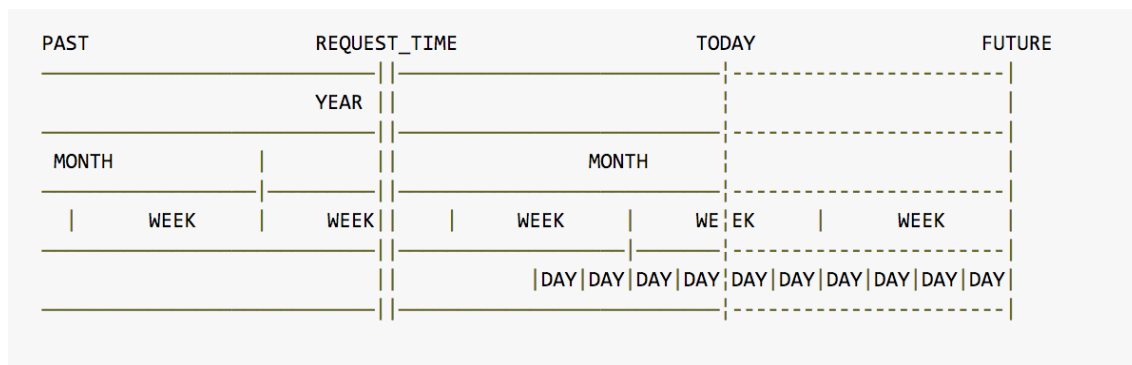 PAST REQUEST_TIME TODAY FUTURE
YEAR
MONTH MONTH
WEEK WEEK WEEK WE EK WEEK
|DAY|DAY|DAY|DAY¦DAY|DAY|DAY|DAY|DAY|DAY|